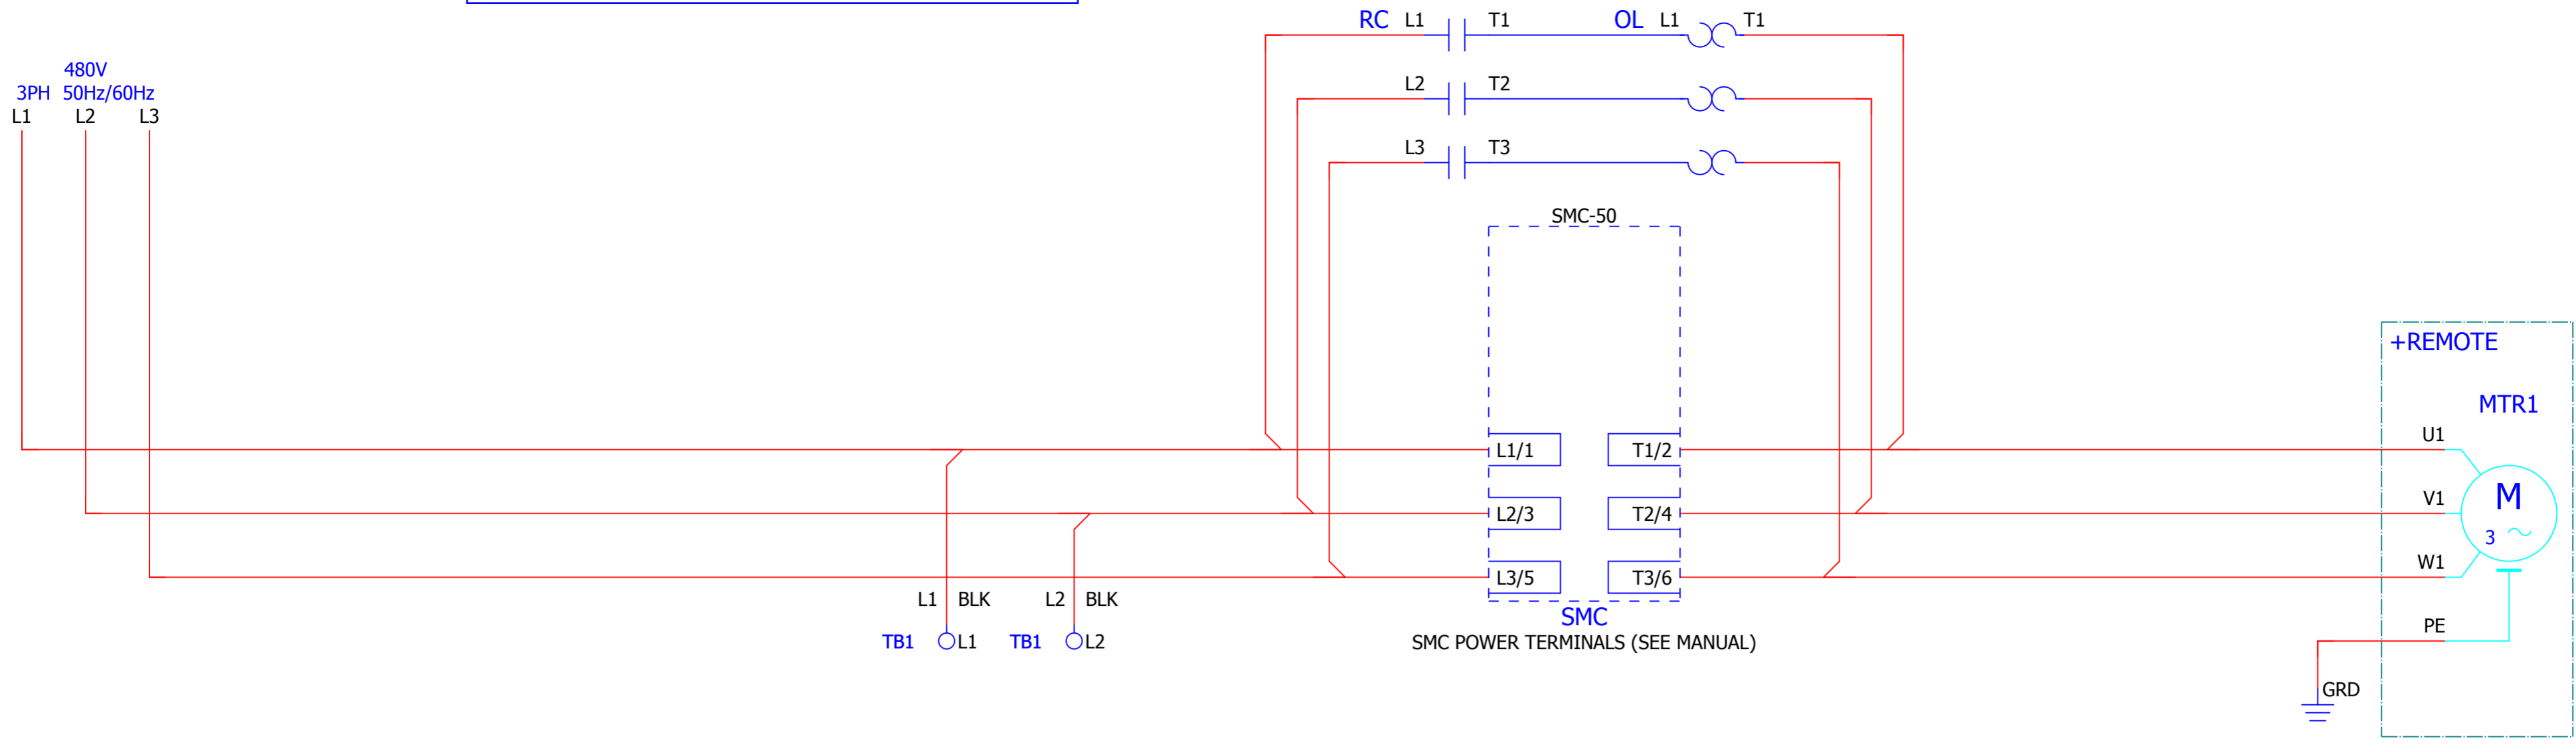 RC L1 T1 OL L1 T1
480V
3PH 50Hz/60Hz
L1 L2 L3
L2 T2
L3 T3
SMC-50
+REMOTE
MTR1
U1
L1/1 T1/2
V1
M
3 ~
L2/3 T2/4
W1
L3/5 T3/6
L1 BLK L2 BLK
SMC
PE
TB1 L1 TB1 L2
SMC POWER TERMINALS (SEE MANUAL)
GRD